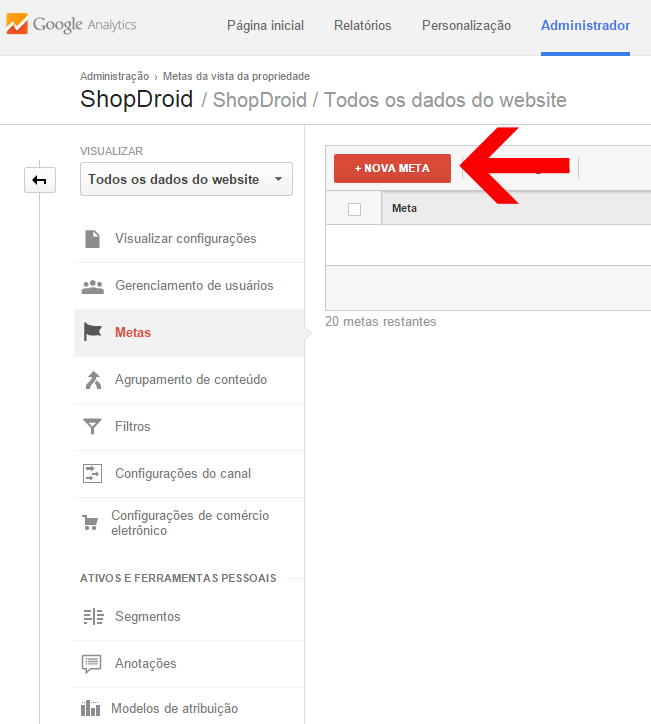 Google Analytics
Página inicial
Relatórios
Personalização
Administrador
Administração › Metas da vista da propriedade
ShopDroid / ShopDroid / Todos os dados do website
VISUALIZAR
Todos os dados do website
+ NOVA META
Meta
20 metas restantes
Visualizar configurações
Gerenciamento de usuários
Metas
Agrupamento de conteúdo
Filtros
Configurações do canal
Configurações de comércio
eletrônico
ATIVOS E FERRAMENTAS PESSOAIS
Segmentos
Anotações
Modelos de atribuição